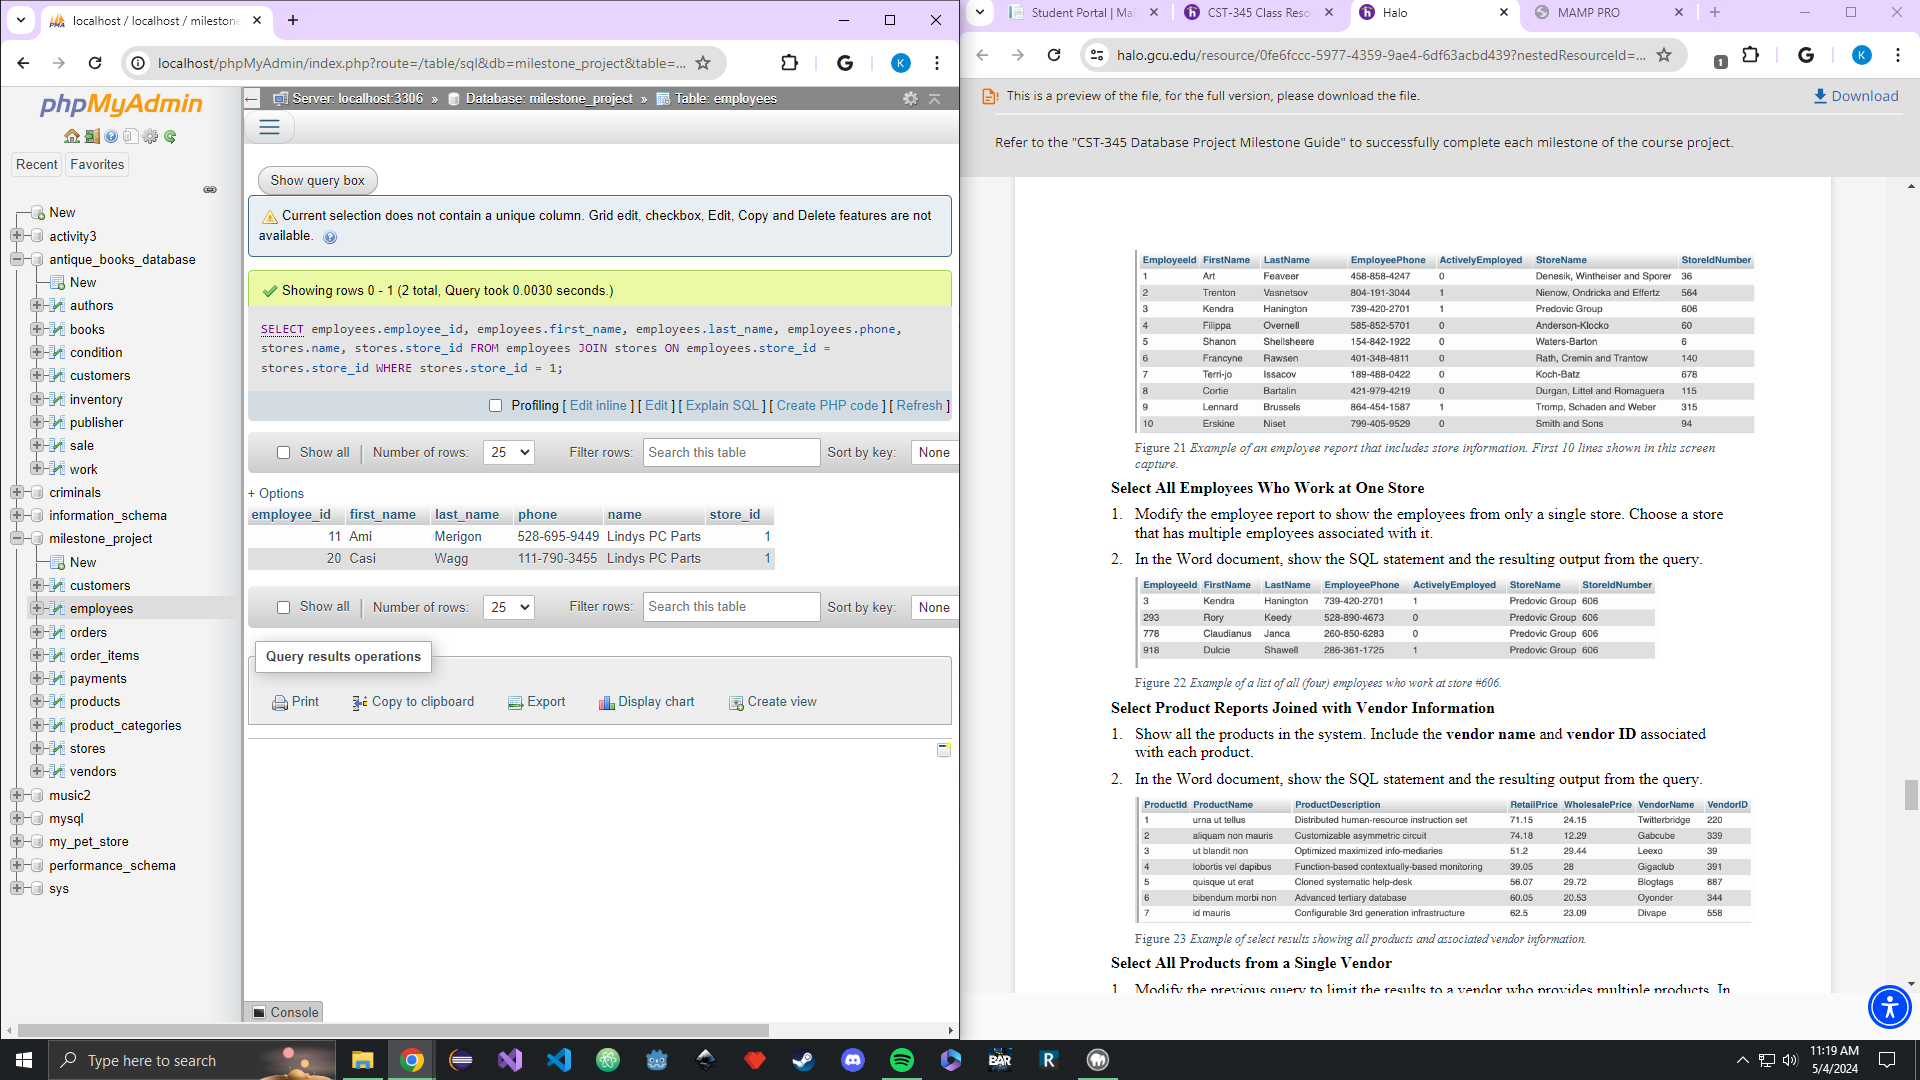 localhost / localhost / milestone
Student Portal | Mai
CST-345 Class Reso
Halo
MAMP PRO
localhost/phpMyAdmin/index.php?route=/table/sql&db=milestone_project&table=...
K
halo.gcu.edu/resource/0fe6fccc-5977-4359-9ae4-6df63acbd439?nestedResourceId=...
1
K
phpMyAdmin
Recent
Favorites
New
activity3
antique_books_database
New
authors
books
condition
customers
inventory
publisher
sale
work
criminals
information_schema
milestone_project
New
customers
employees
orders
order_items
payments
products
product_categories
stores
vendors
music2
mysql
my_pet_store
performance_schema
sys
Server: localhost:3306 » Database: milestone_project » Table: employees
Show query box
Current selection does not contain a unique column. Grid edit, checkbox, Edit, Copy and Delete features are not
available.
Showing rows 0 - 1 (2 total, Query took 0.0030 seconds.)
SELECT employees.employee_id, employees.first_name, employees.last_name, employees.phone,
stores.name, stores.store_id FROM employees JOIN stores ON employees.store_id =
stores.store_id WHERE stores.store_id = 1;
Profiling [ Edit inline ] [ Edit ] [ Explain SQL ] [ Create PHP code ] [ Refresh ]
Show all | Number of rows: 25 Filter rows: Search this table Sort by key: None
+ Options
employee_id first_name last_name phone name store_id
11 Ami Merigon 528-695-9449 Lindys PC Parts 1
20 Casi Wagg 111-790-3455 Lindys PC Parts 1
Show all | Number of rows: 25 Filter rows: Search this table Sort by key: None
Query results operations
Print Copy to clipboard Export Display chart Create view
Console
This is a preview of the file, for the full version, please download the file.
Download
Refer to the "CST-345 Database Project Milestone Guide" to successfully complete each milestone of the course project.
EmployeeId FirstName LastName EmployeePhone ActivelyEmployed StoreName StoreIdNumber
1 Art Feaveer 458-858-4247 0 Denesik, Wintheiser and Sporer 36
2 Trenton Vasnetsov 804-191-3044 1 Nienow, Ondricka and Effertz 564
3 Kendra Hanington 739-420-2701 1 Predovic Group 606
4 Filippa Overnell 585-852-5701 0 Anderson-Klocko 60
5 Shanon Shellsheere 154-842-1922 0 Waters-Barton 6
6 Francyne Rawsen 401-348-4811 0 Rath, Cremin and Trantow 140
7 Terri-jo Issacov 189-488-0422 0 Koch-Batz 678
8 Cortie Bartalin 421-979-4219 0 Durgan, Littel and Romaguera 115
9 Lennard Brussels 864-454-1587 1 Tromp, Schaden and Weber 315
10 Erskine Niset 799-405-9529 0 Smith and Sons 94
Figure 21 Example of an employee report that includes store information. First 10 lines shown in this screen
capture.
Select All Employees Who Work at One Store
1. Modify the employee report to show the employees from only a single store. Choose a store
that has multiple employees associated with it.
2. In the Word document, show the SQL statement and the resulting output from the query.
EmployeeId FirstName LastName EmployeePhone ActivelyEmployed StoreName StoreIdNumber
3 Kendra Hanington 739-420-2701 1 Predovic Group 606
293 Rory Keedy 528-890-4673 0 Predovic Group 606
778 Claudianus Janca 260-850-6283 0 Predovic Group 606
918 Dulcie Shawell 286-361-1725 1 Predovic Group 606
Figure 22 Example of a list of all (four) employees who work at store #606.
Select Product Reports Joined with Vendor Information
1. Show all the products in the system. Include the vendor name and vendor ID associated
with each product.
2. In the Word document, show the SQL statement and the resulting output from the query.
ProductId ProductName ProductDescription RetailPrice WholesalePrice VendorName VendorID
1 urna ut tellus Distributed human-resource instruction set 71.15 24.15 Twitterbridge 220
2 aliquam non mauris Customizable asymmetric circuit 74.18 12.29 Gabcube 339
3 ut blandit non Optimized maximized info-mediaries 51.2 29.44 Leexo 39
4 lobortis vel dapibus Function-based contextually-based monitoring 39.05 28 Gigaclub 391
5 quisque ut erat Cloned systematic help-desk 56.07 29.72 Blogtags 887
6 bibendum morbi non Advanced tertiary database 60.05 20.53 Oyonder 344
7 id mauris Configurable 3rd generation infrastructure 62.5 23.09 Divape 558
Figure 23 Example of select results showing all products and associated vendor information.
Select All Products from a Single Vendor
1. Modify the previous query to limit the results to a vendor who provides multiple products. In
Type here to search
BAR
R
11:19 AM
5/4/2024